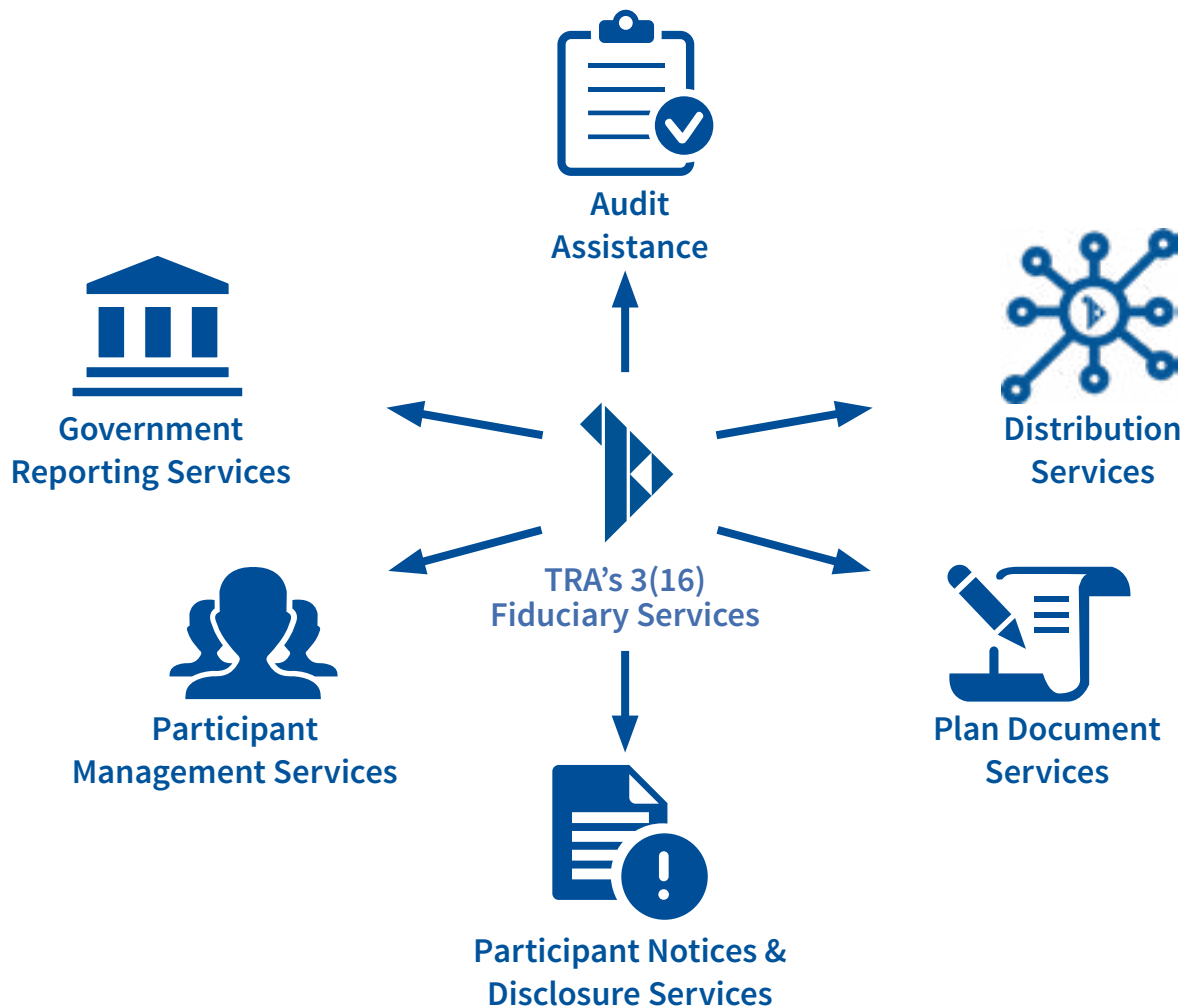 Audit
Assistance
Government
Reporting Services
Distribution
Services
TRA’s 3(16)
Fiduciary Services
Participant
Management Services
Plan Document
Services
Participant Notices &
Disclosure Services